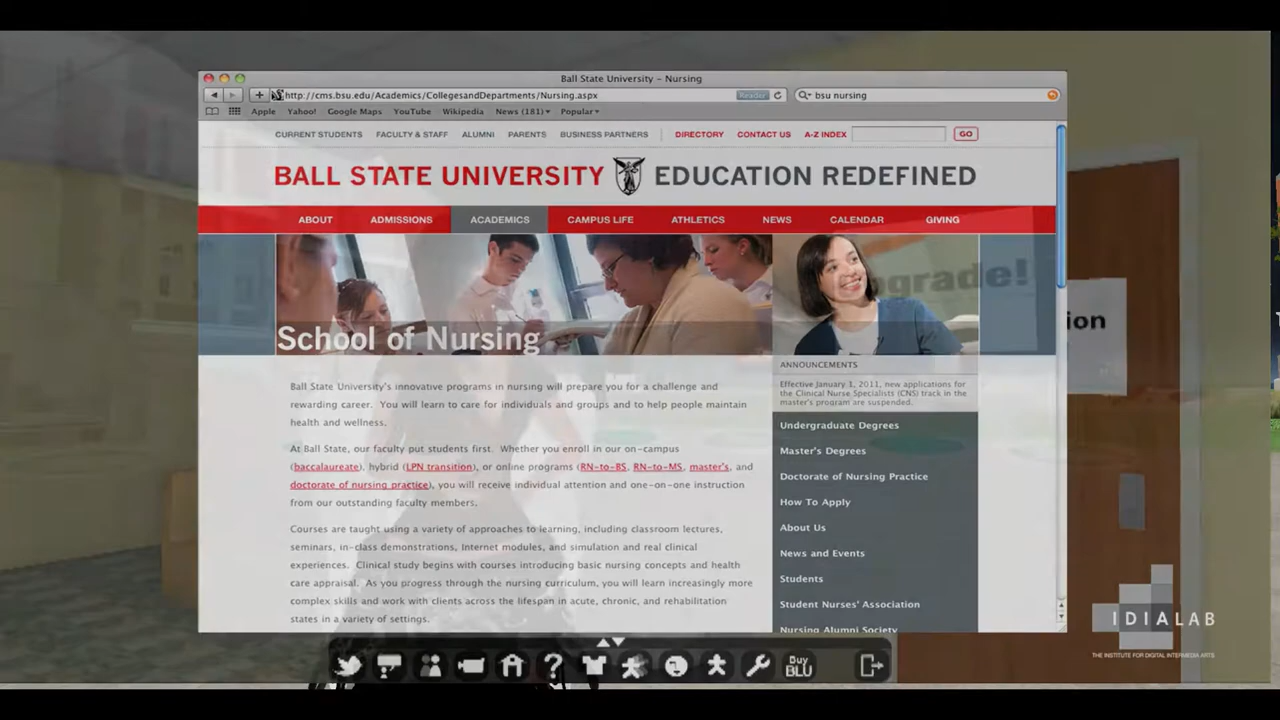 Ball State University – Nursing
http://cms.bsu.edu/Academics/CollegesandDepartments/Nursing.aspx Reader bsu nursing
Apple Yahoo! Google Maps YouTube Wikipedia News (181) Popular
CURRENT STUDENTS FACULTY & STAFF ALUMNI PARENTS BUSINESS PARTNERS DIRECTORY CONTACT US A-Z INDEX GO
BALL STATE UNIVERSITY EDUCATION REDEFINED
ABOUT ADMISSIONS ACADEMICS CAMPUS LIFE ATHLETICS NEWS CALENDAR GIVING
School of Nursing
Ball State University's innovative programs in nursing will prepare you for a challenge and
rewarding career. You will learn to care for individuals and groups and to help people maintain
health and wellness.
At Ball State, our faculty put students first. Whether you enroll in our on-campus
(baccalaureate), hybrid (LPN transition), or online programs (RN-to-BS, RN-to-MS, master's, and
doctorate of nursing practice), you will receive individual attention and one-on-one instruction
from our outstanding faculty members.
Courses are taught using a variety of approaches to learning, including classroom lectures,
seminars, in-class demonstrations, Internet modules, and simulation and real clinical
experiences. Clinical study begins with courses introducing basic nursing concepts and health
care appraisal. As you progress through the nursing curriculum, you will learn increasingly more
complex skills and work with clients across the lifespan in acute, chronic, and rehabilitation
states in a variety of settings.
ograde!
ion
ANNOUNCEMENTS
Effective January 1, 2011, new applications for
the Clinical Nurse Specialists (CNS) track in the
master's program are suspended.
Undergraduate Degrees
Master's Degrees
Doctorate of Nursing Practice
How To Apply
About Us
News and Events
Students
Student Nurses' Association
Nursing Alumni Society
IDIALAB
THE INSTITUTE FOR DIGITAL INTERMEDIA ARTS
Buy
BLU